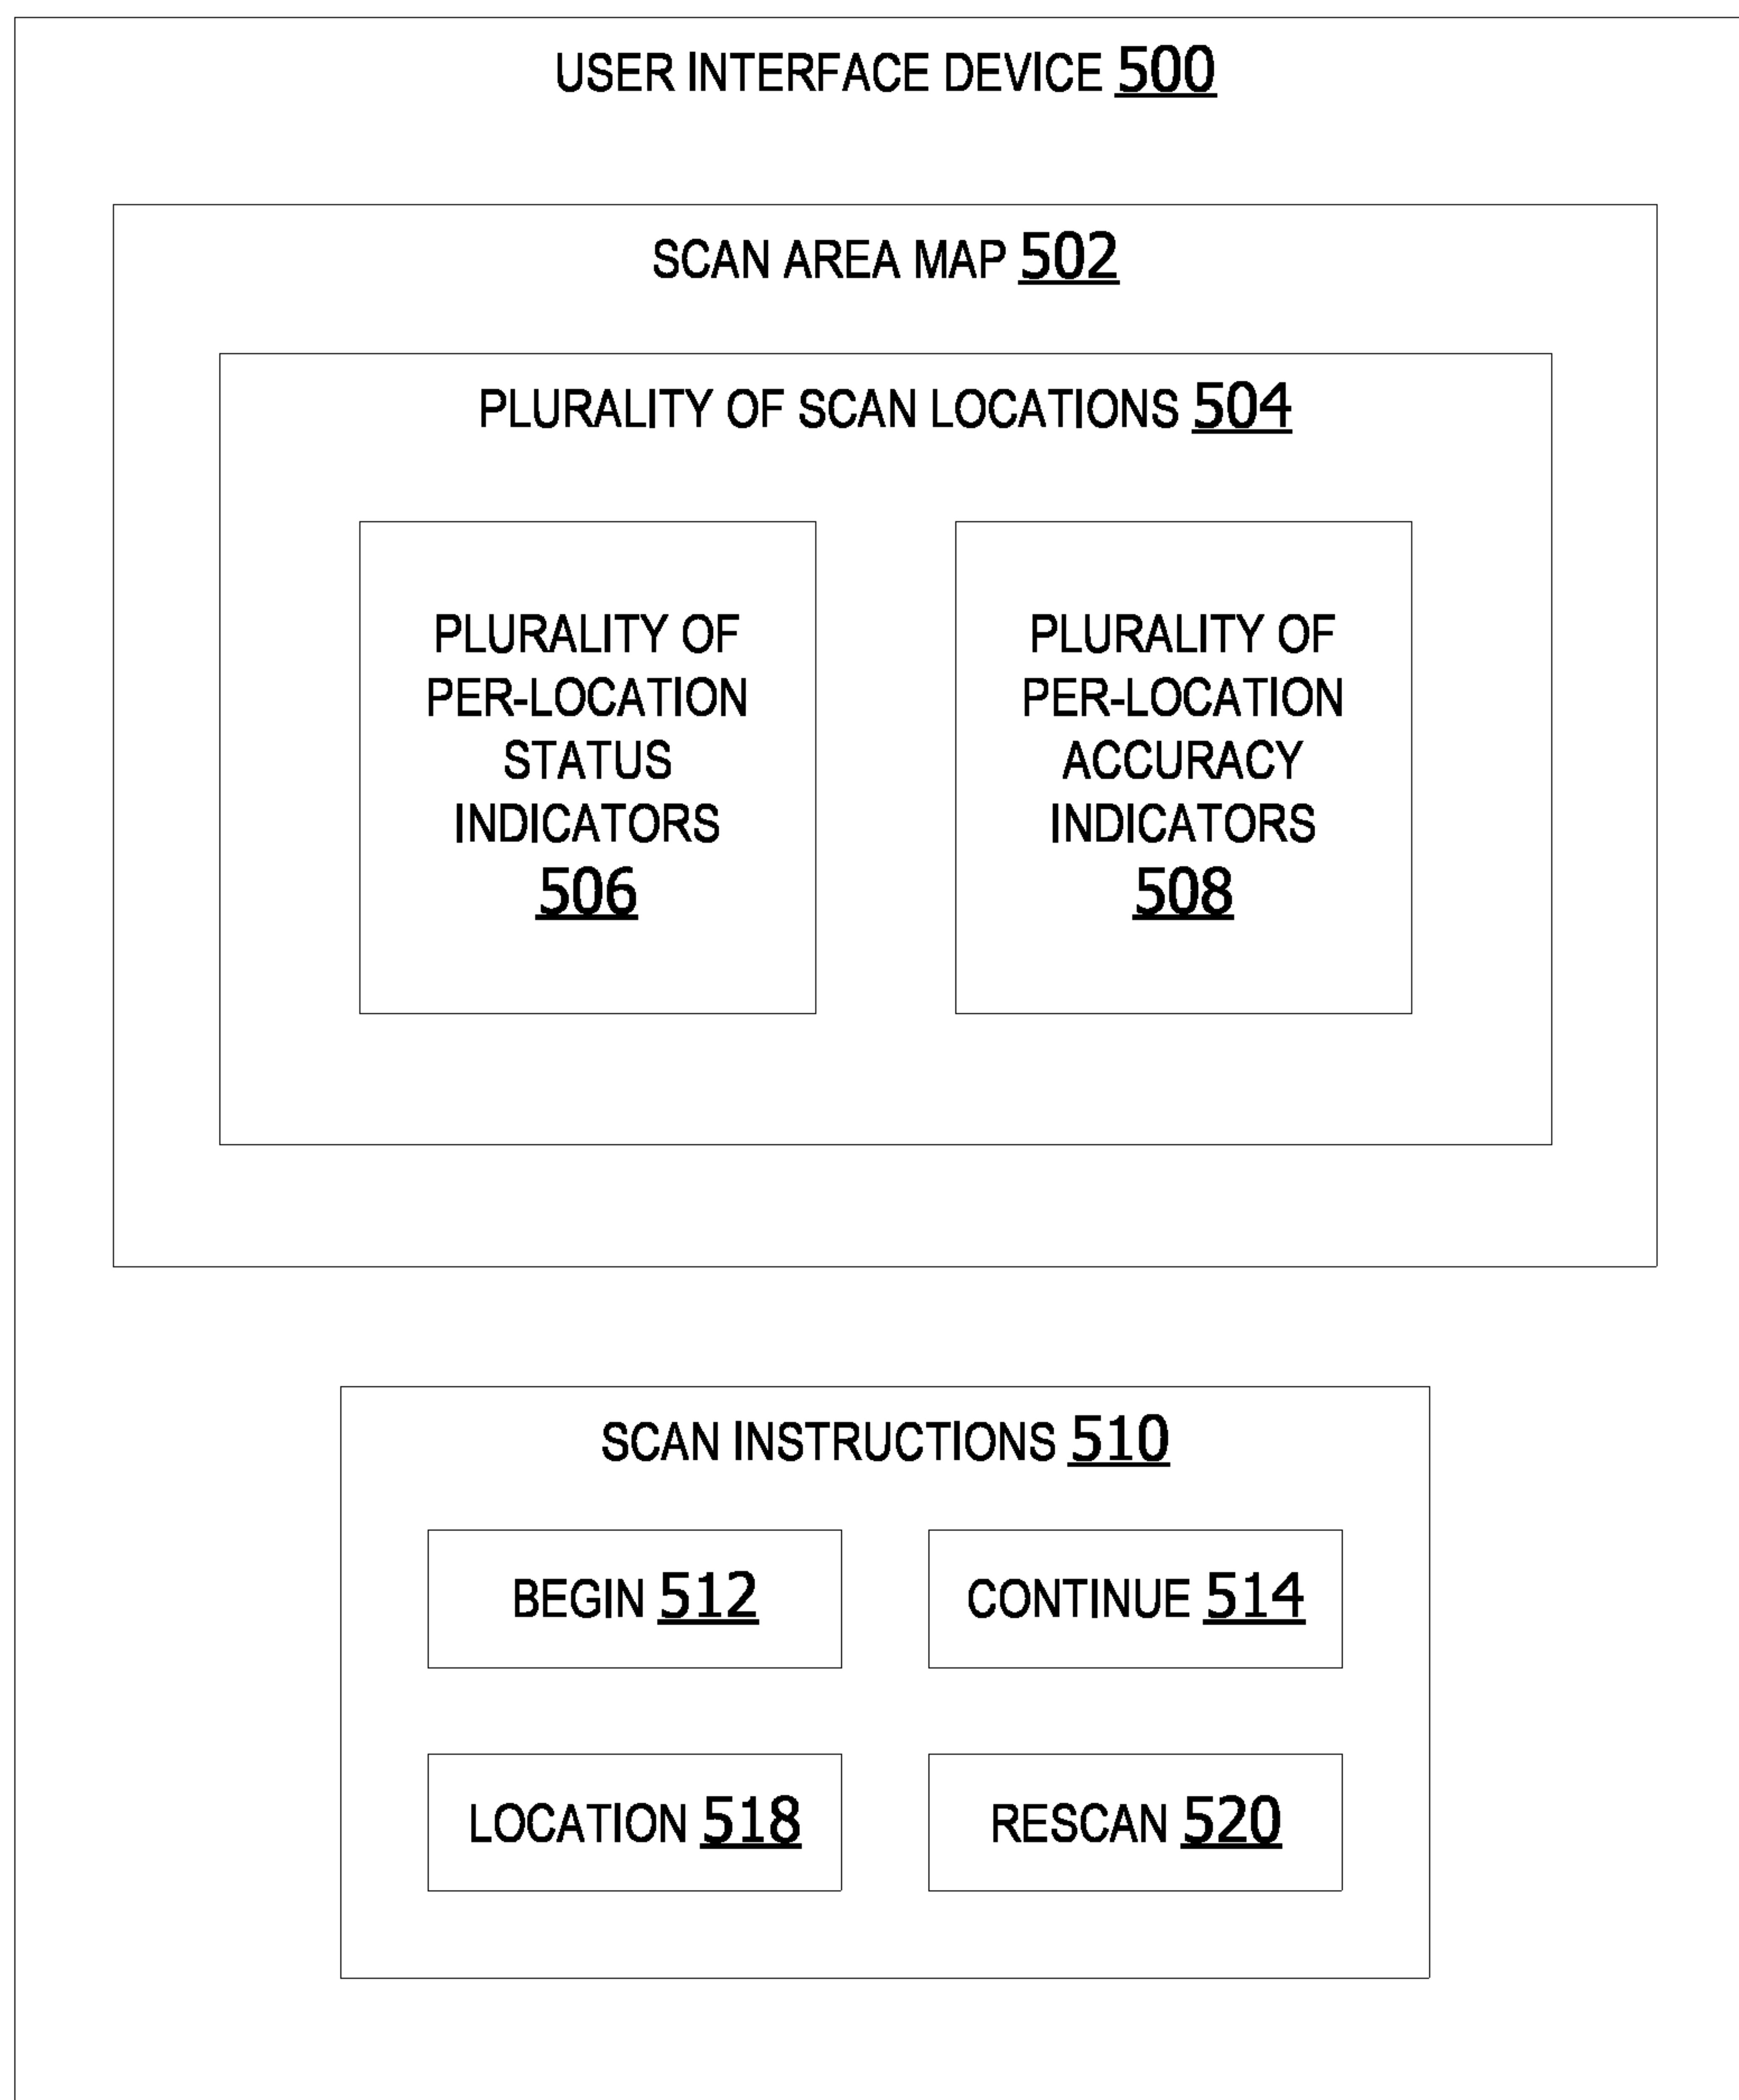 USER INTERFACE DEVICE 500
SCAN AREA MAP 502
PLURALITY OF SCAN LOCATIONS 504
PLURALITY OF
PER-LOCATION
STATUS
INDICATORS
506
PLURALITY OF
PER-LOCATION
ACCURACY
INDICATORS
508
SCAN INSTRUCTIONS 510
BEGIN 512
CONTINUE 514
LOCATION 518
RESCAN 520